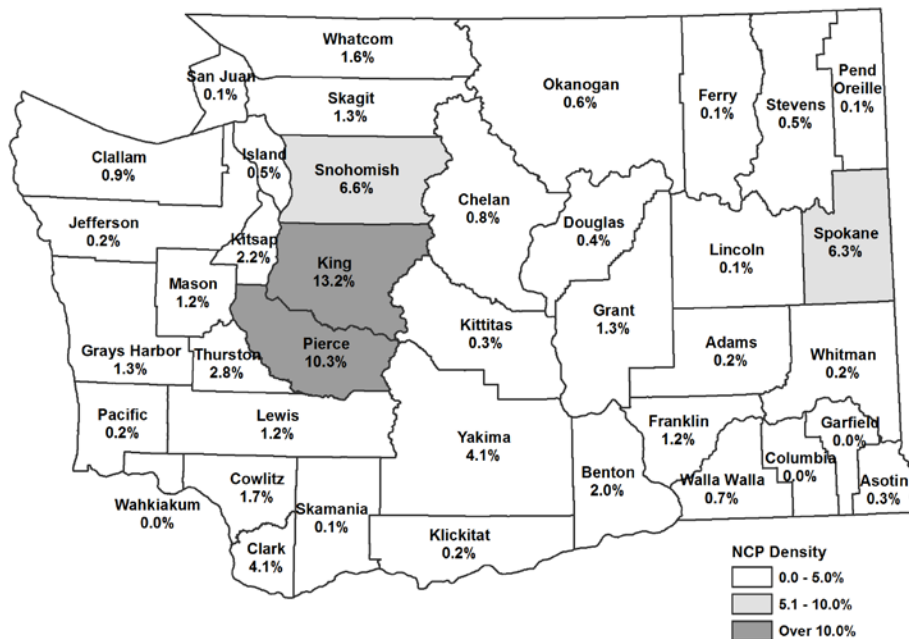 Whatcom
1.6%
San Juan
0.1%
Skagit
1.3%
Okanogan
0.6%
Ferry
0.1%
Stevens
0.5%
Pend
Oreille
0.1%
Clallam
0.9%
Island
0.5%
Snohomish
6.6%
Chelan
0.8%
Douglas
0.4%
Lincoln
0.1%
Spokane
6.3%
Jefferson
0.2%
Kitsap
2.2%
King
13.2%
Mason
1.2%
Grant
1.3%
Kittitas
0.3%
Adams
0.2%
Whitman
0.2%
Grays Harbor
1.3%
Thurston
2.8%
Pierce
10.3%
Pacific
0.2%
Lewis
1.2%
Yakima
4.1%
Franklin
1.2%
Garfield
0.0%
Columbia
0.0%
Benton
2.0%
Walla Walla
0.7%
Asotin
0.3%
Wahkiakum
0.0%
Cowlitz
1.7%
Skamania
0.1%
Clark
4.1%
Klickitat
0.2%
NCP Density
0.0 - 5.0%
5.1 - 10.0%
Over 10.0%